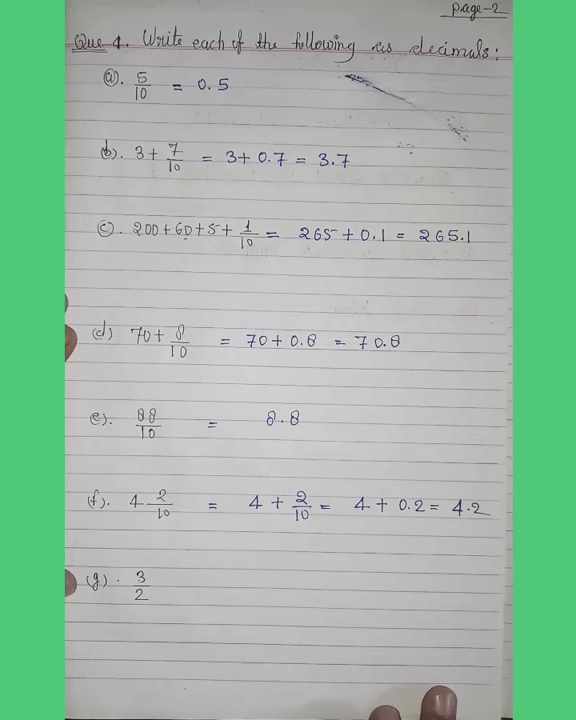 Page-2
Que 4. Write each of the following as decimals:
(a). 5/10 = 0.5
(b). 3 + 7/10 = 3 + 0.7 = 3.7
(c). 200 + 60 + 5 + 1/10 = 265 + 0.1 = 265.1
(d) 70 + 8/10 = 70 + 0.8 = 70.8
(e). 88/10 = 8.8
(f). 4 2/10 = 4 + 2/10 = 4 + 0.2 = 4.2
(g). 3/2